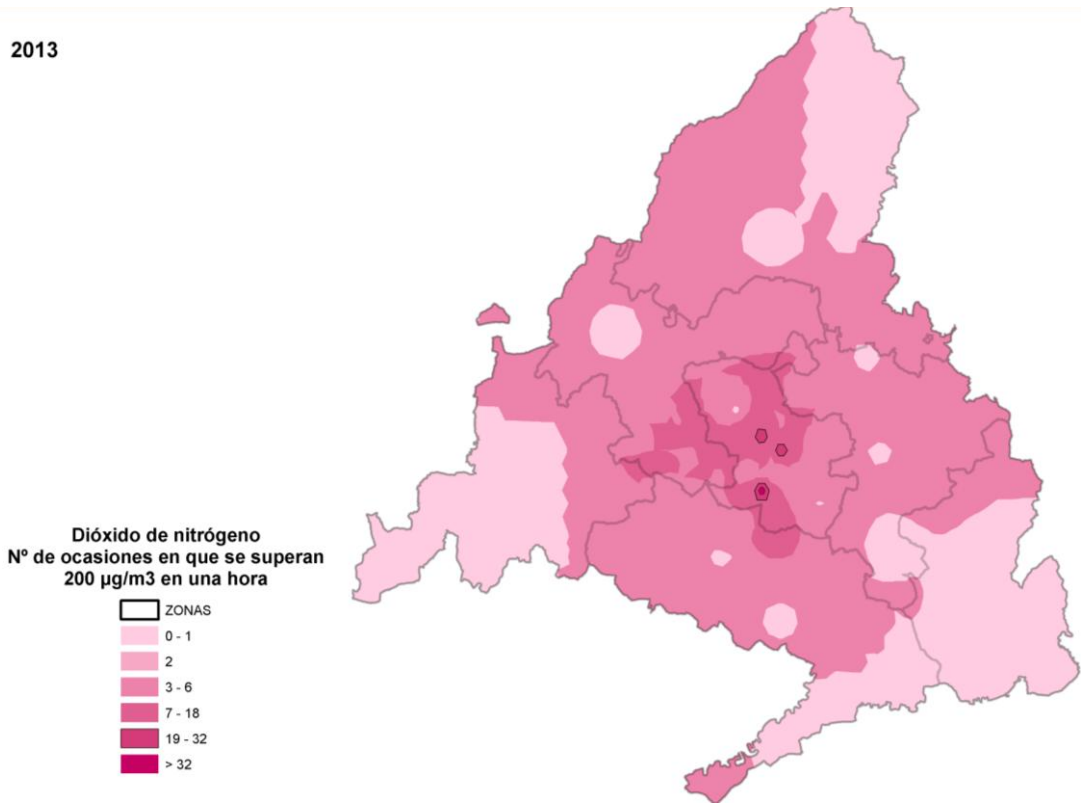 2013
Dióxido de nitrógeno
Nº de ocasiones en que se superan
200 µg/m3 en una hora
ZONAS
0 - 1
2
3 - 6
7 - 18
19 - 32
> 32